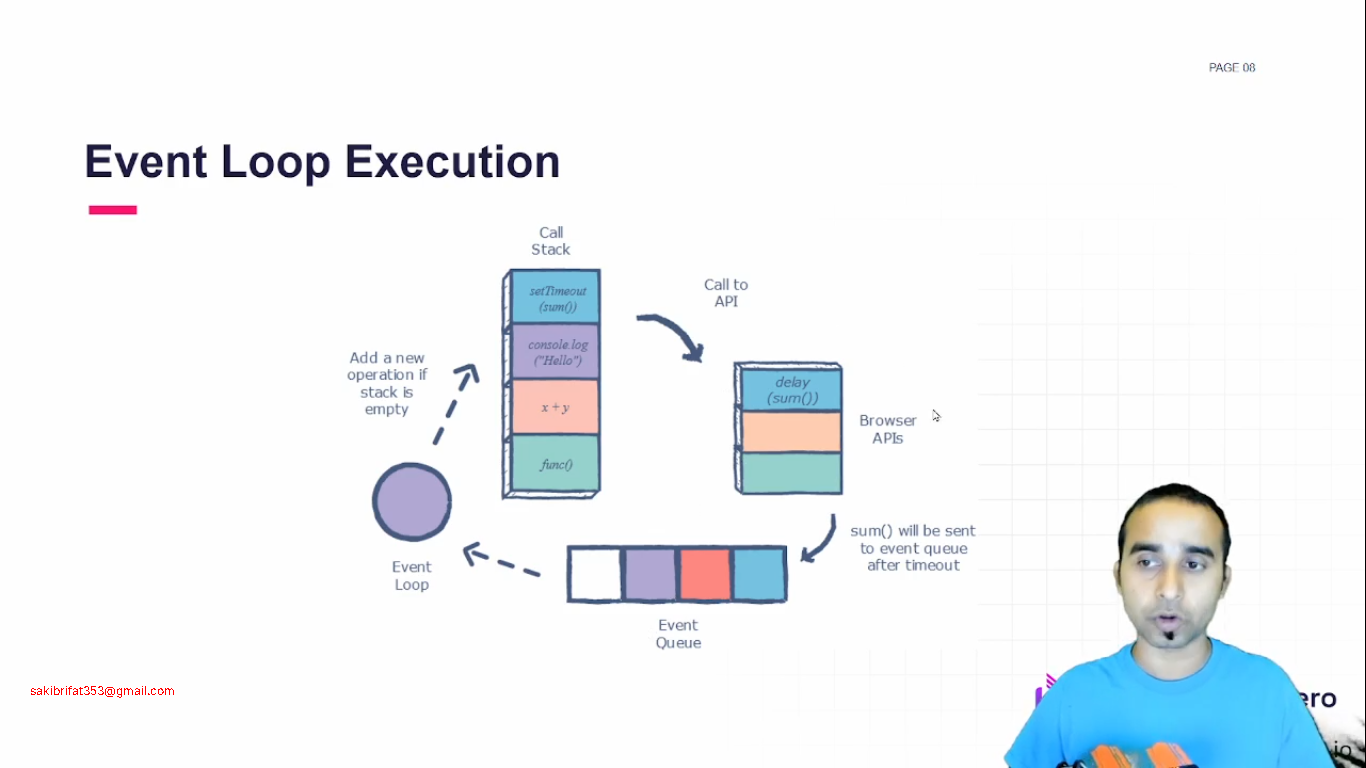 PAGE 08
Event Loop Execution
Call
Stack
setTimeout
(sum())
console.log
("Hello")
x + y
func()
Call to
API
delay
(sum())
Browser
APIs
Add a new
operation if
stack is
empty
Event
Loop
sum() will be sent
to event queue
after timeout
Event
Queue
sakibrifat353@gmail.com
ero
io